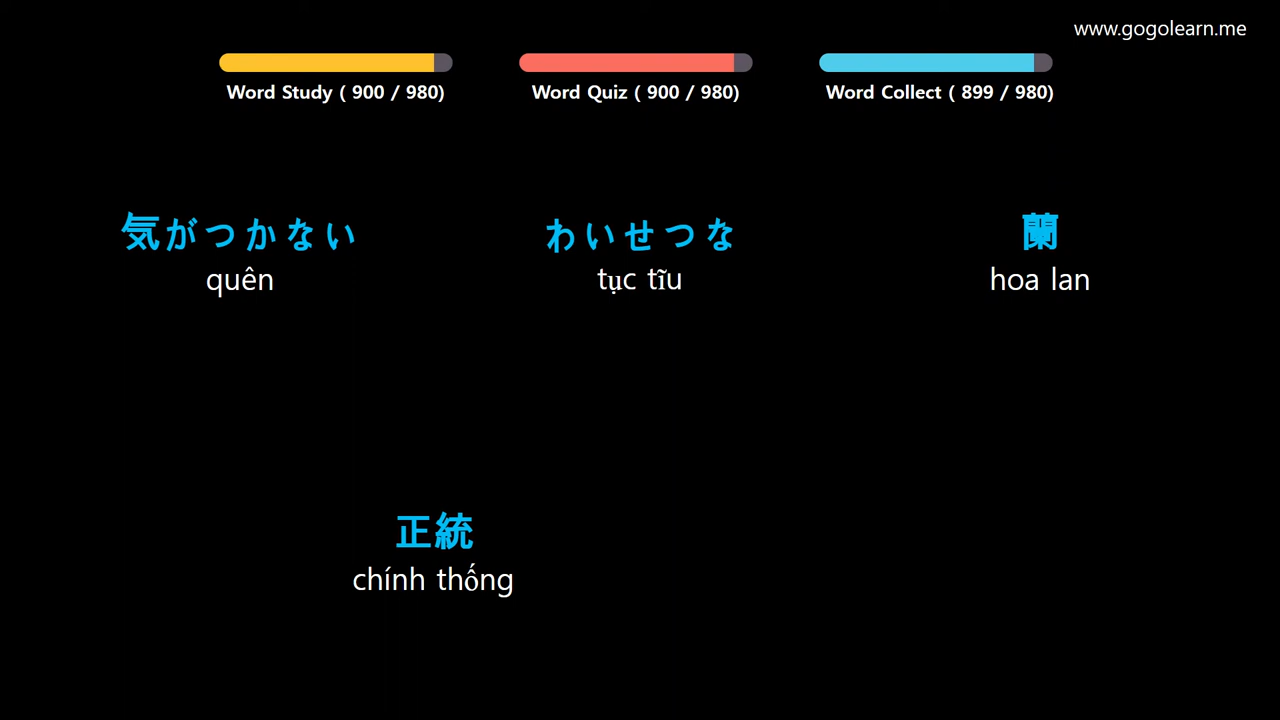 www.gogolearn.me
Word Study ( 900 / 980)
Word Quiz ( 900 / 980)
Word Collect ( 899 / 980)
気がつかない
quên
わいせつな
tục tĩu
蘭
hoa lan
正統
chính thống